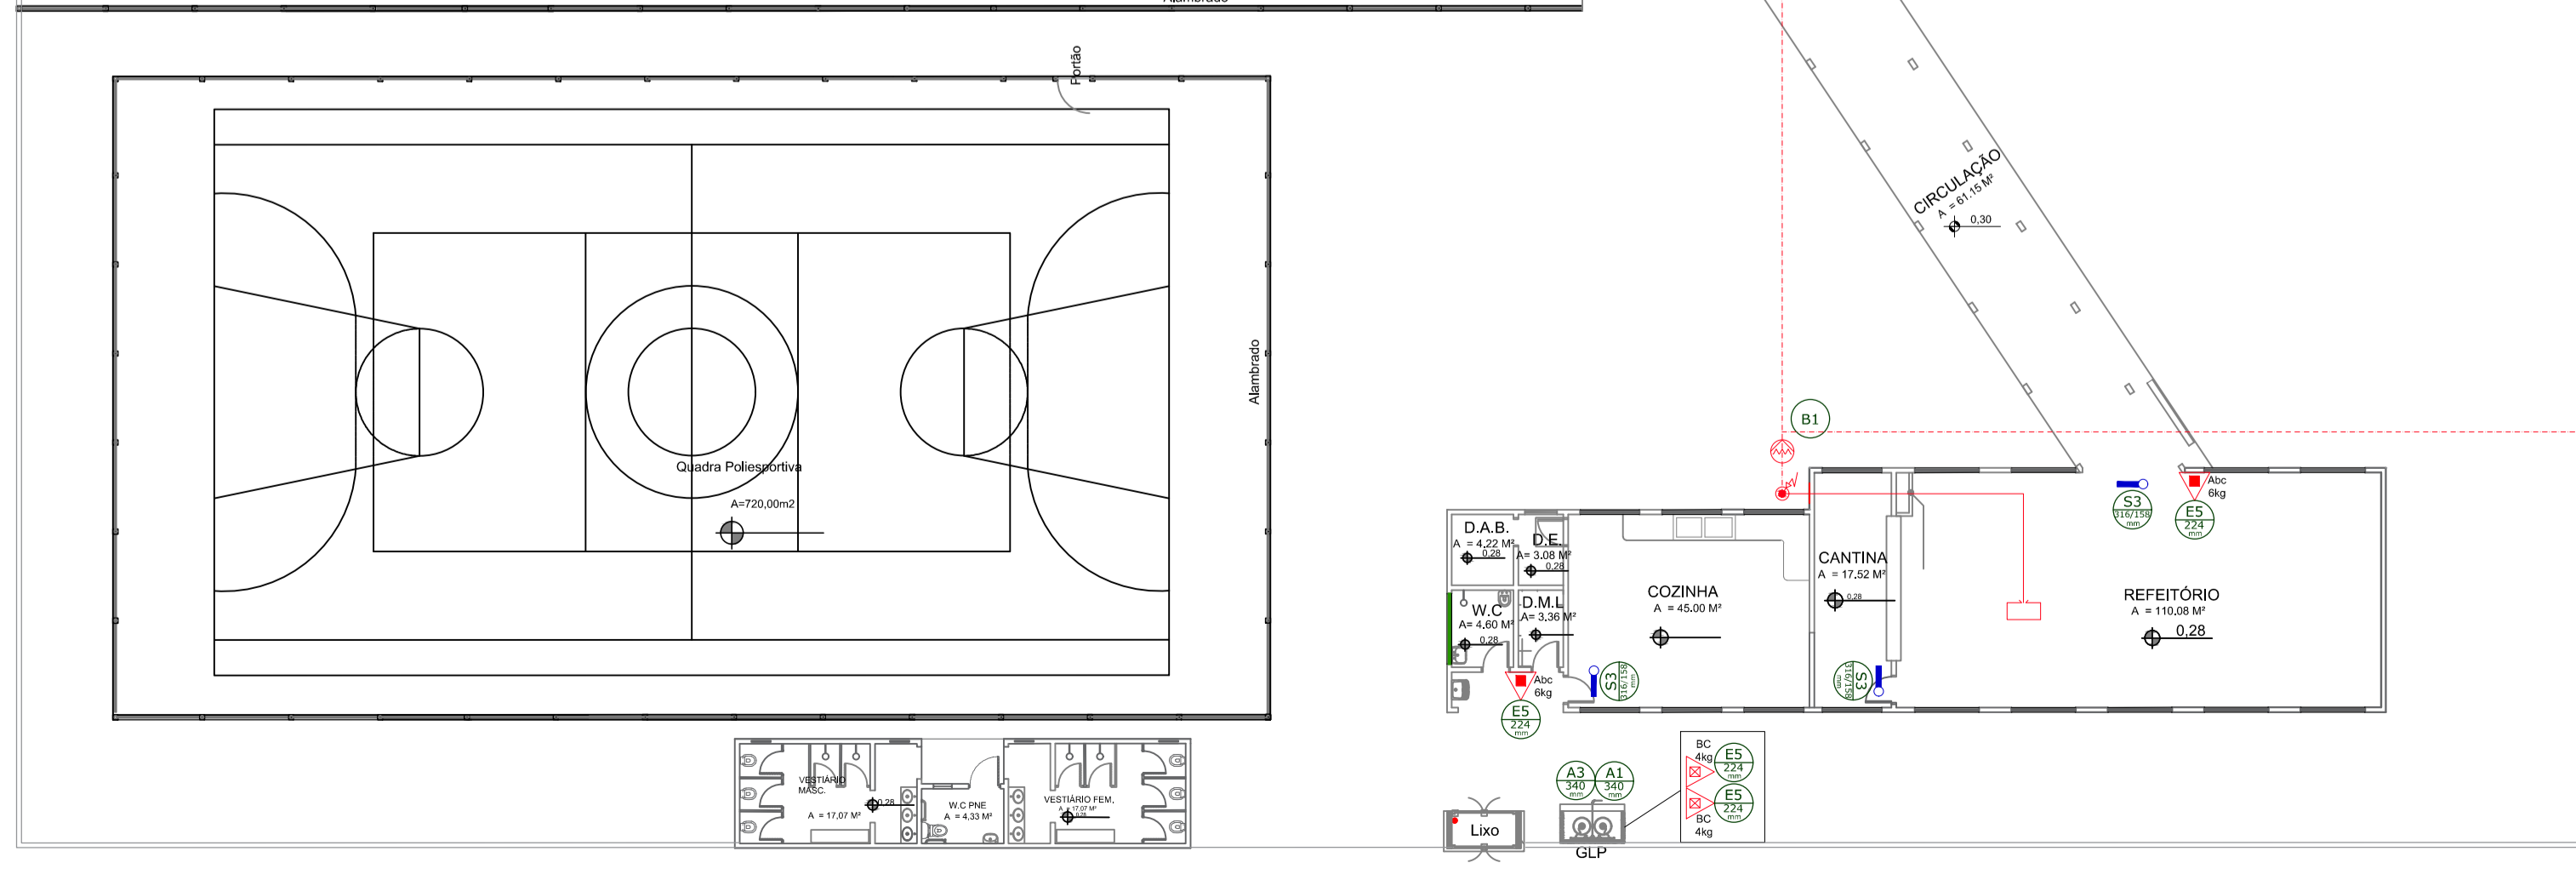 Alambrado
Portão
Alambrado
Quadra Poliesportiva
A=720,00m2
CIRCULAÇÃO
A = 61.15 M²
0,30
B1
S3
316/158
mm
Abc
6kg
E5
224
mm
D.A.B.
A = 4.22 M²
0,28
D.E.
A= 3.08 M²
0,28
W.C
A= 4.60 M²
0,28
D.M.L
A= 3.36 M²
COZINHA
A = 45.00 M²
CANTINA
A = 17.52 M²
0,28
REFEITÓRIO
A = 110.08 M²
0,28
Abc
6kg
E5
224
mm
S3
316/158
mm
S3
316/158
mm
VESTIÁRIO
MASC.
0,28
A = 17,07 M²
W.C PNE
A = 4,33 M²
VESTIÁRIO FEM,
A = 17,07 M²
0,28
Lixo
A3
340
mm
A1
340
mm
GLP
BC
4kg
E5
224
mm
E5
224
mm
BC
4kg